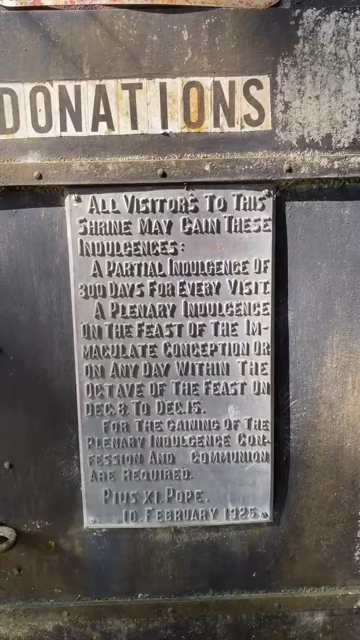 DONATIONS
ALL VISITORS TO THIS
SHRINE MAY GAIN THESE
INDULGENCES:
A PARTIAL INDULGENCE OF
300 DAYS FOR EVERY VISIT
A PLENARY INDULGENCE
ON THE FEAST OF THE IM-
MACULATE CONCEPTION OR
ON ANY DAY WITHIN THE
OCTAVE OF THE FEAST ON
DEC. 8 TO DEC. 15.
FOR THE GAINING OF THE
PLENARY INDULGENCE CON-
FESSION AND COMMUNION
ARE REQUIRED.
PIUS XI. POPE.
10. FEBRUARY 1925